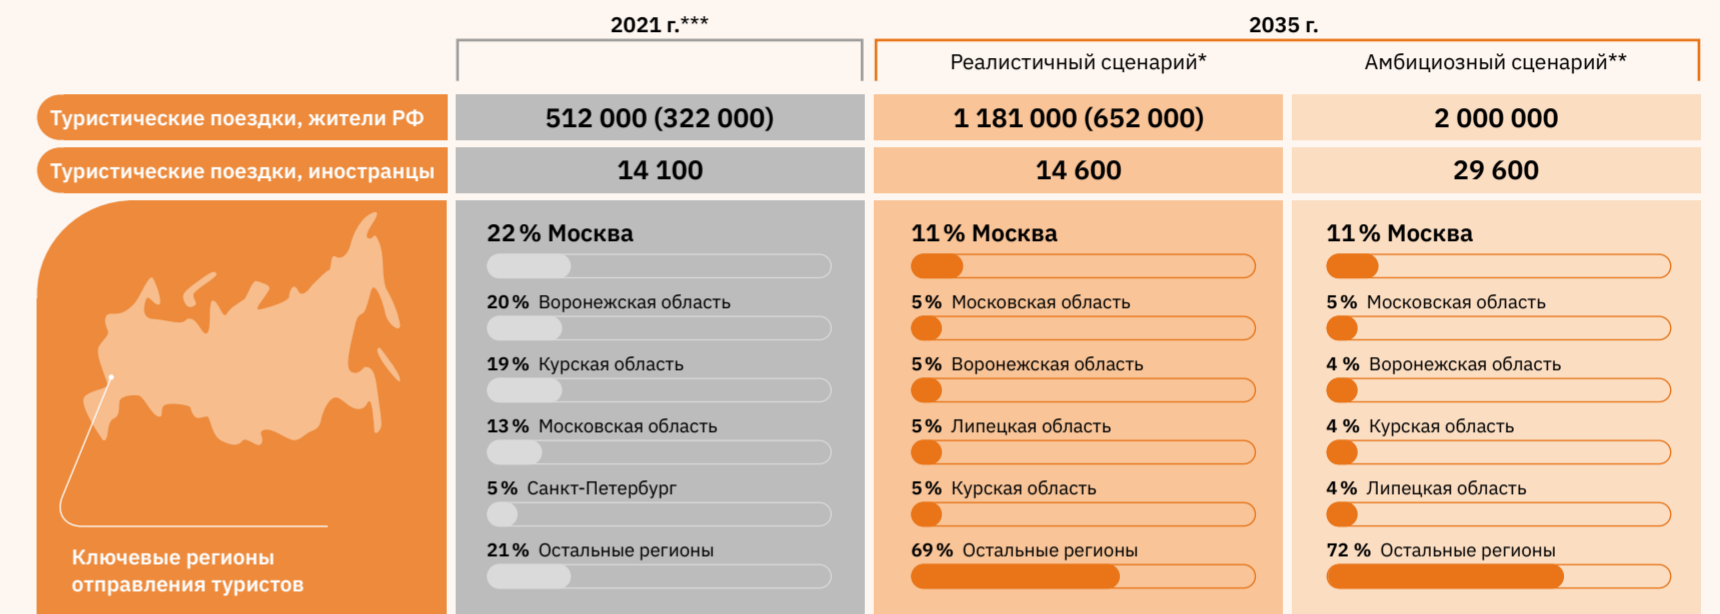 2021 г.***
2035 г.
Реалистичный сценарий*
Амбициозный сценарий**
Туристические поездки, жители РФ
512 000 (322 000)
1 181 000 (652 000)
2 000 000
Туристические поездки, иностранцы
14 100
14 600
29 600
Ключевые регионы
отправления туристов
22 % Москва
20 % Воронежская область
19 % Курская область
13 % Московская область
5 % Санкт-Петербург
21 % Остальные регионы
11 % Москва
5 % Московская область
5 % Воронежская область
5 % Липецкая область
5 % Курская область
69 % Остальные регионы
11 % Москва
5 % Московская область
4 % Воронежская область
4 % Курская область
4 % Липецкая область
72 % Остальные регионы